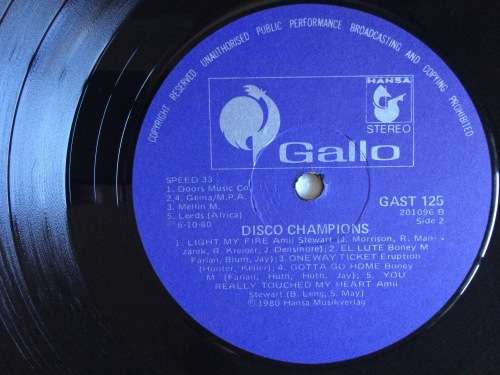 COPYRIGHT RESERVED UNAUTHORISED PUBLIC PERFORMANCE BROADCASTING AND COPYING PROHIBITED
HANSA
STEREO
Gallo
SPEED 33
1. Doors Music Co.
2,4. Gema/M.P.A.
3. Merlin M.
5. Lords (Africa)
6-10-80
GAST 125
201096 B
Side 2
DISCO CHAMPIONS
1. LIGHT MY FIRE Amii Stewart (J. Morrison, R. Man-
zarek, R. Kreiger, J. Densmore); 2. EL LUTE Boney M
Farian, Blum, Jay); 3. ONE WAY TICKET Eruption
(Hunter, Keller); 4. GOTTA GO HOME Boney
M (Farian, Huth, Huth, Jay); 5. YOU
REALLY TOUCHED MY HEART Amii
Stewart (B. Leng, S. May)
©1980 Hansa Musikverlag